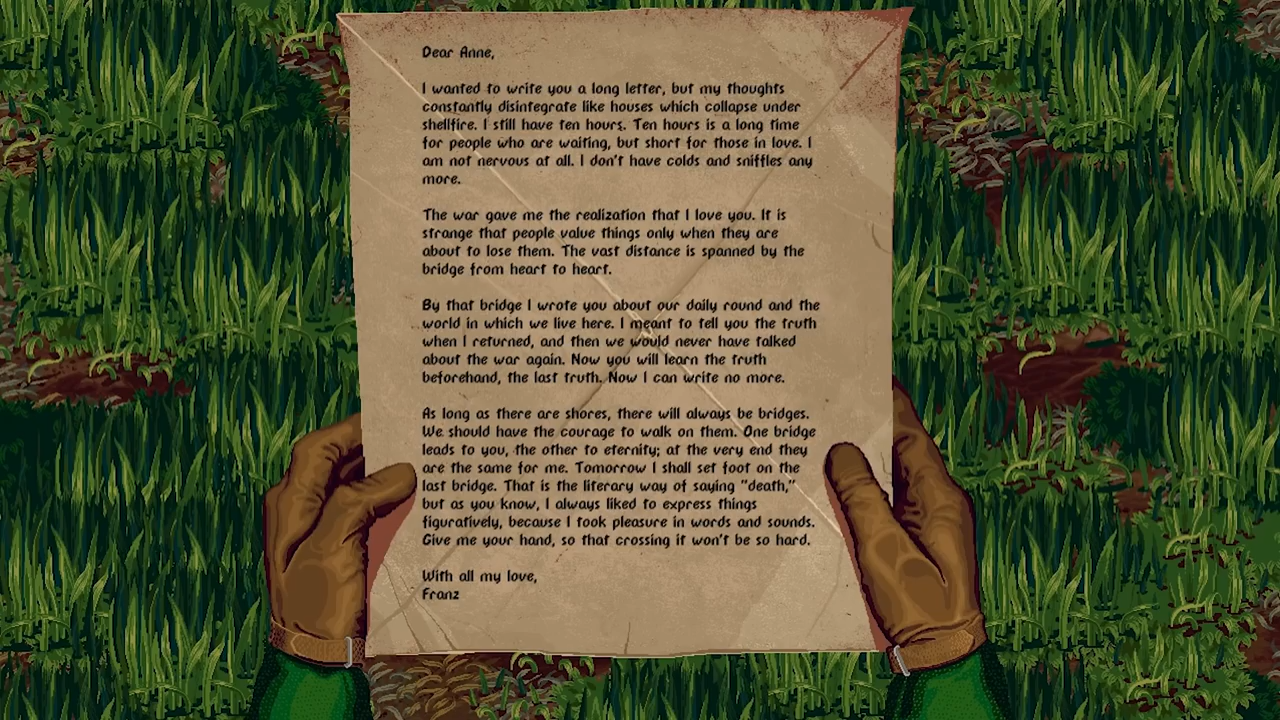 Dear Anne,
I wanted to write you a long letter, but my thoughts
constantly disintegrate like houses which collapse under
shellfire. I still have ten hours. Ten hours is a long time
for people who are waiting, but short for those in love. I
am not nervous at all. I don't have colds and sniffles any
more.
The war gave me the realization that I love you. It is
strange that people value things only when they are
about to lose them. The vast distance is spanned by the
bridge from heart to heart.
By that bridge I wrote you about our daily round and the
world in which we live here. I meant to tell you the truth
when I returned, and then we would never have talked
about the war again. Now you will learn the truth
beforehand, the last truth. Now I can write no more.
As long as there are shores, there will always be bridges.
We should have the courage to walk on them. One bridge
leads to you, the other to eternity; at the very end they
are the same for me. Tomorrow I shall set foot on the
last bridge. That is the literary way of saying "death,"
but as you know, I always liked to express things
figuratively, because I took pleasure in words and sounds.
Give me your hand, so that crossing it won't be so hard.
With all my love,
Franz